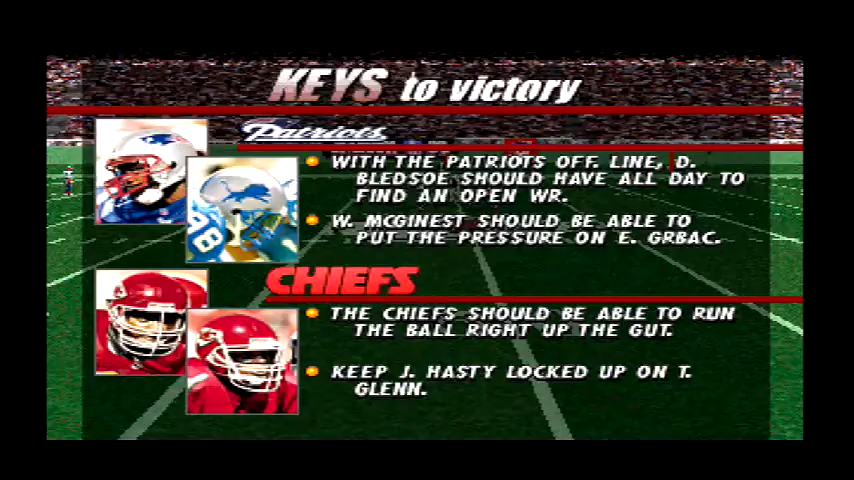 KEYS to victory
Patriots
WITH THE PATRIOTS OFF. LINE, D.
BLEDSOE SHOULD HAVE ALL DAY TO
FIND AN OPEN WR.
W. MCGINEST SHOULD BE ABLE TO
PUT THE PRESSURE ON E. GRBAC.
98
CHIEFS
THE CHIEFS SHOULD BE ABLE TO RUN
THE BALL RIGHT UP THE GUT.
KEEP J. HASTY LOCKED UP ON T.
GLENN.